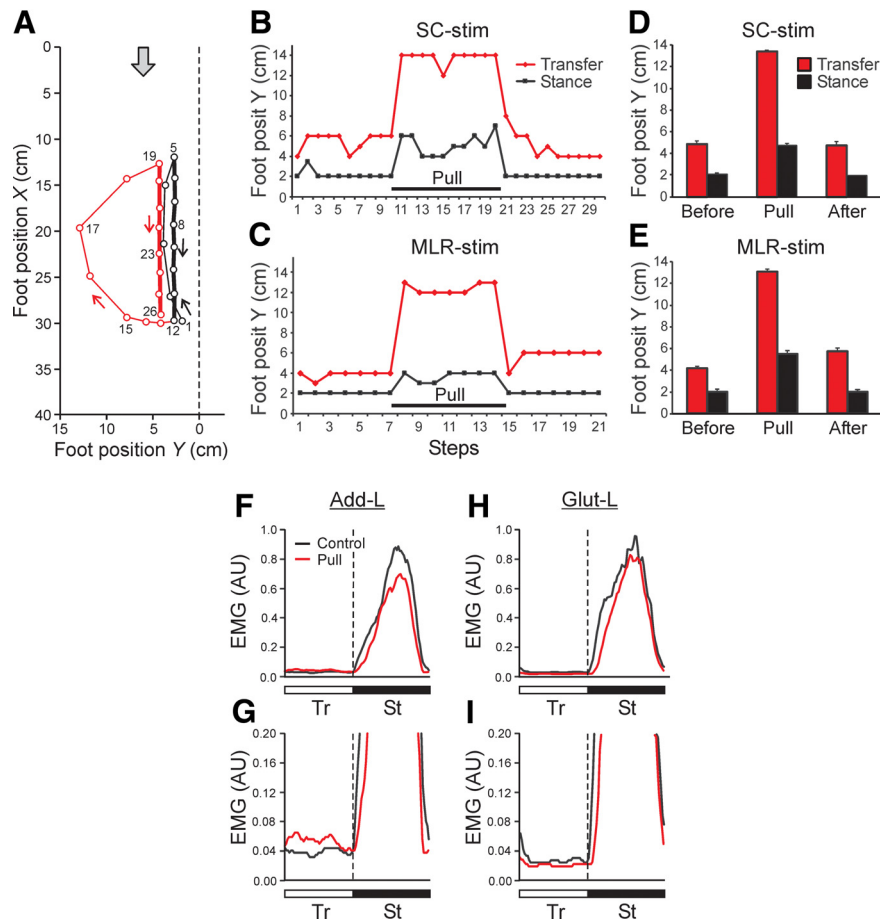 A
0
5
10
15
20
25
30
35
40
Foot position X (cm)
19
5
17
8
23
26
15
12
1
15
10
5
0
Foot position Y (cm)
B
SC-stim
Foot posit Y (cm)
14
12
10
8
6
4
2
0
Transfer
Stance
Pull
1 3 5 7 9 11 13 15 17 19 21 23 25 27 29
C
MLR-stim
Foot posit Y (cm)
14
12
10
8
6
4
2
0
Pull
1 3 5 7 9 11 13 15 17 19 21
Steps
D
SC-stim
Foot posit Y (cm)
14
12
10
8
6
4
2
0
Transfer
Stance
Before Pull After
E
MLR-stim
Foot posit Y (cm)
14
12
10
8
6
4
2
0
Before Pull After
F
Add-L
EMG (AU)
1.0
0.8
0.6
0.4
0.2
0.0
Control
Pull
Tr St
G
EMG (AU)
0.20
0.16
0.12
0.08
0.04
0.00
Tr St
H
Glut-L
EMG (AU)
1.0
0.8
0.6
0.4
0.2
0.0
Tr St
I
EMG (AU)
0.20
0.16
0.12
0.08
0.04
0.00
Tr St